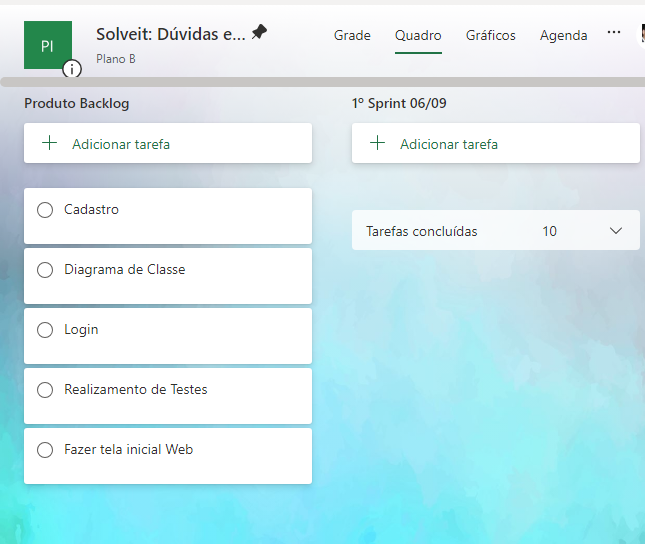 PI
Solveit: Dúvidas e...
Plano B
Grade
Quadro
Gráficos
Agenda
Produto Backlog
Adicionar tarefa
Cadastro
Diagrama de Classe
Login
Realizamento de Testes
Fazer tela inicial Web
1º Sprint 06/09
Adicionar tarefa
Tarefas concluídas 10